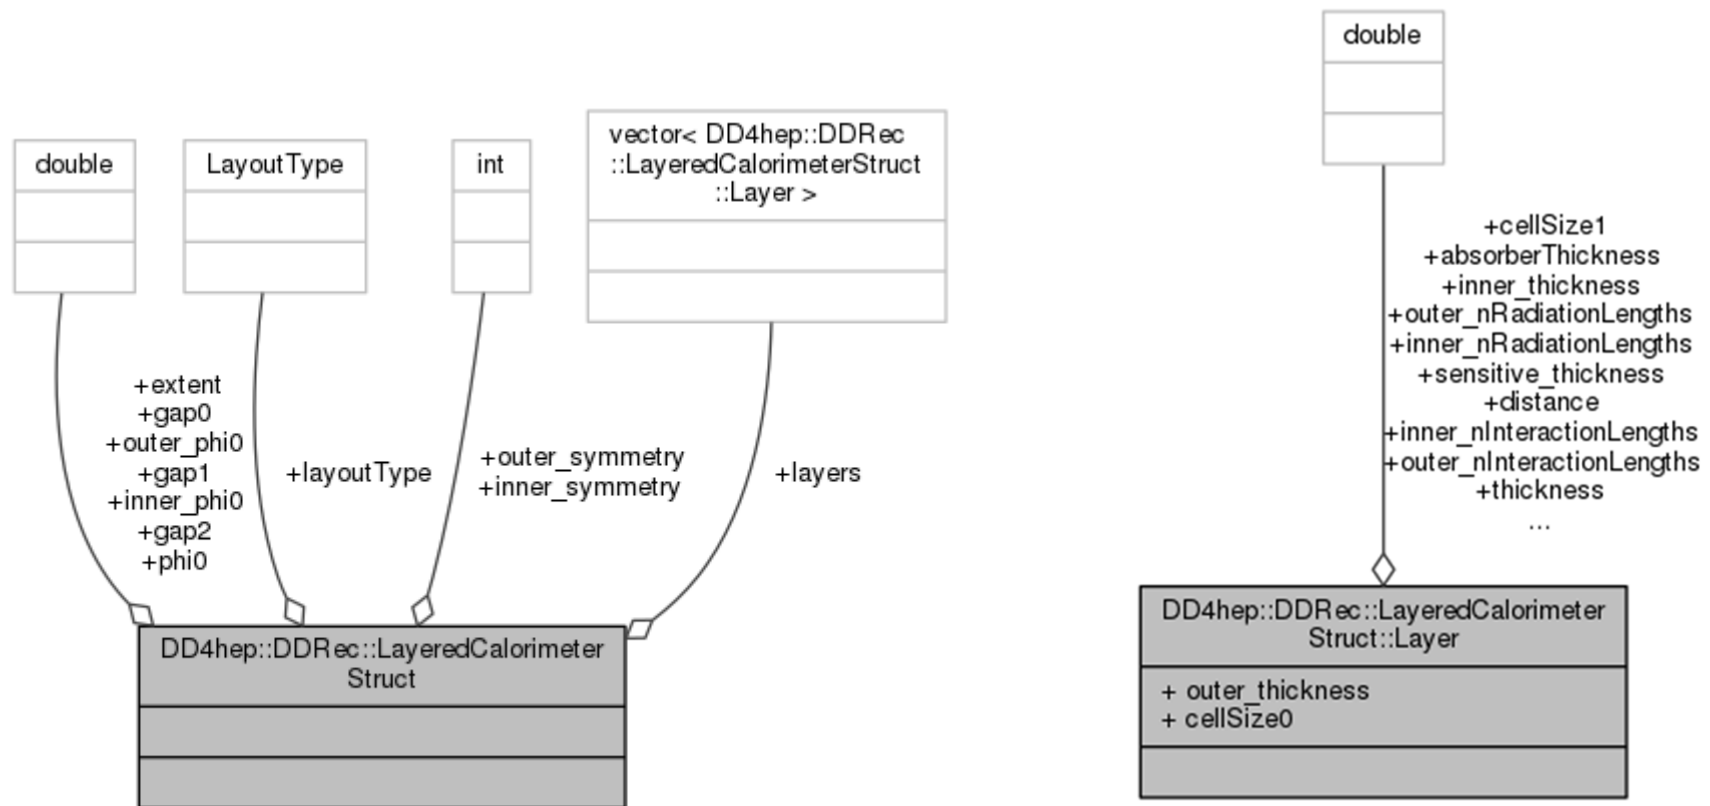 double
LayoutType
int
vector< DD4hep::DDRec
::LayeredCalorimeterStruct
::Layer >
+extent
+gap0
+outer_phi0
+gap1
+inner_phi0
+gap2
+phi0
+layoutType
+outer_symmetry
+inner_symmetry
+layers
DD4hep::DDRec::LayeredCalorimeter
Struct
double
+cellSize1
+absorberThickness
+inner_thickness
+outer_nRadiationLengths
+inner_nRadiationLengths
+sensitive_thickness
+distance
+inner_nInteractionLengths
+outer_nInteractionLengths
+thickness
...
DD4hep::DDRec::LayeredCalorimeter
Struct::Layer
+ outer_thickness
+ cellSize0